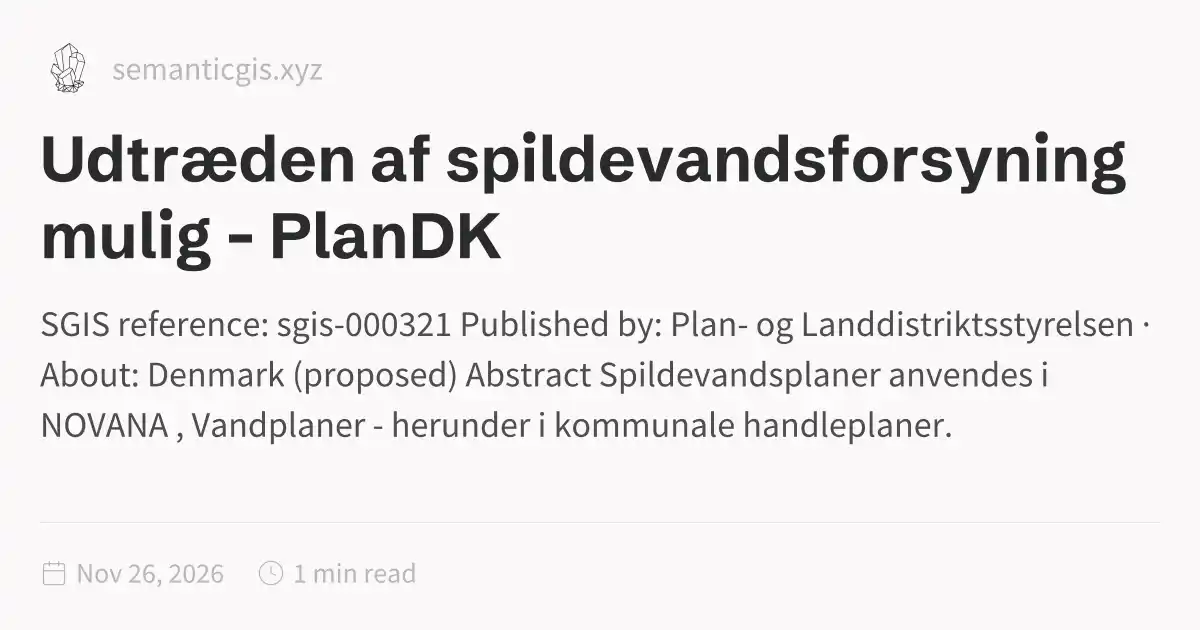 semanticgis.xyz
Udtræden af spildevandsforsyning
mulig - PlanDK
SGIS reference: sgis-000321 Published by: Plan- og Landdistriktsstyrelsen ·
About: Denmark (proposed) Abstract Spildevandsplaner anvendes i
NOVANA , Vandplaner - herunder i kommunale handleplaner.
Nov 26, 2026 1 min read